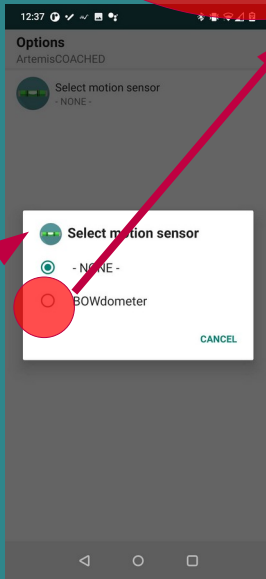 12:37
Options
ArtemisCOACHED
Select motion sensor
- NONE -
Select motion sensor
- NONE -
BOWdometer
CANCEL